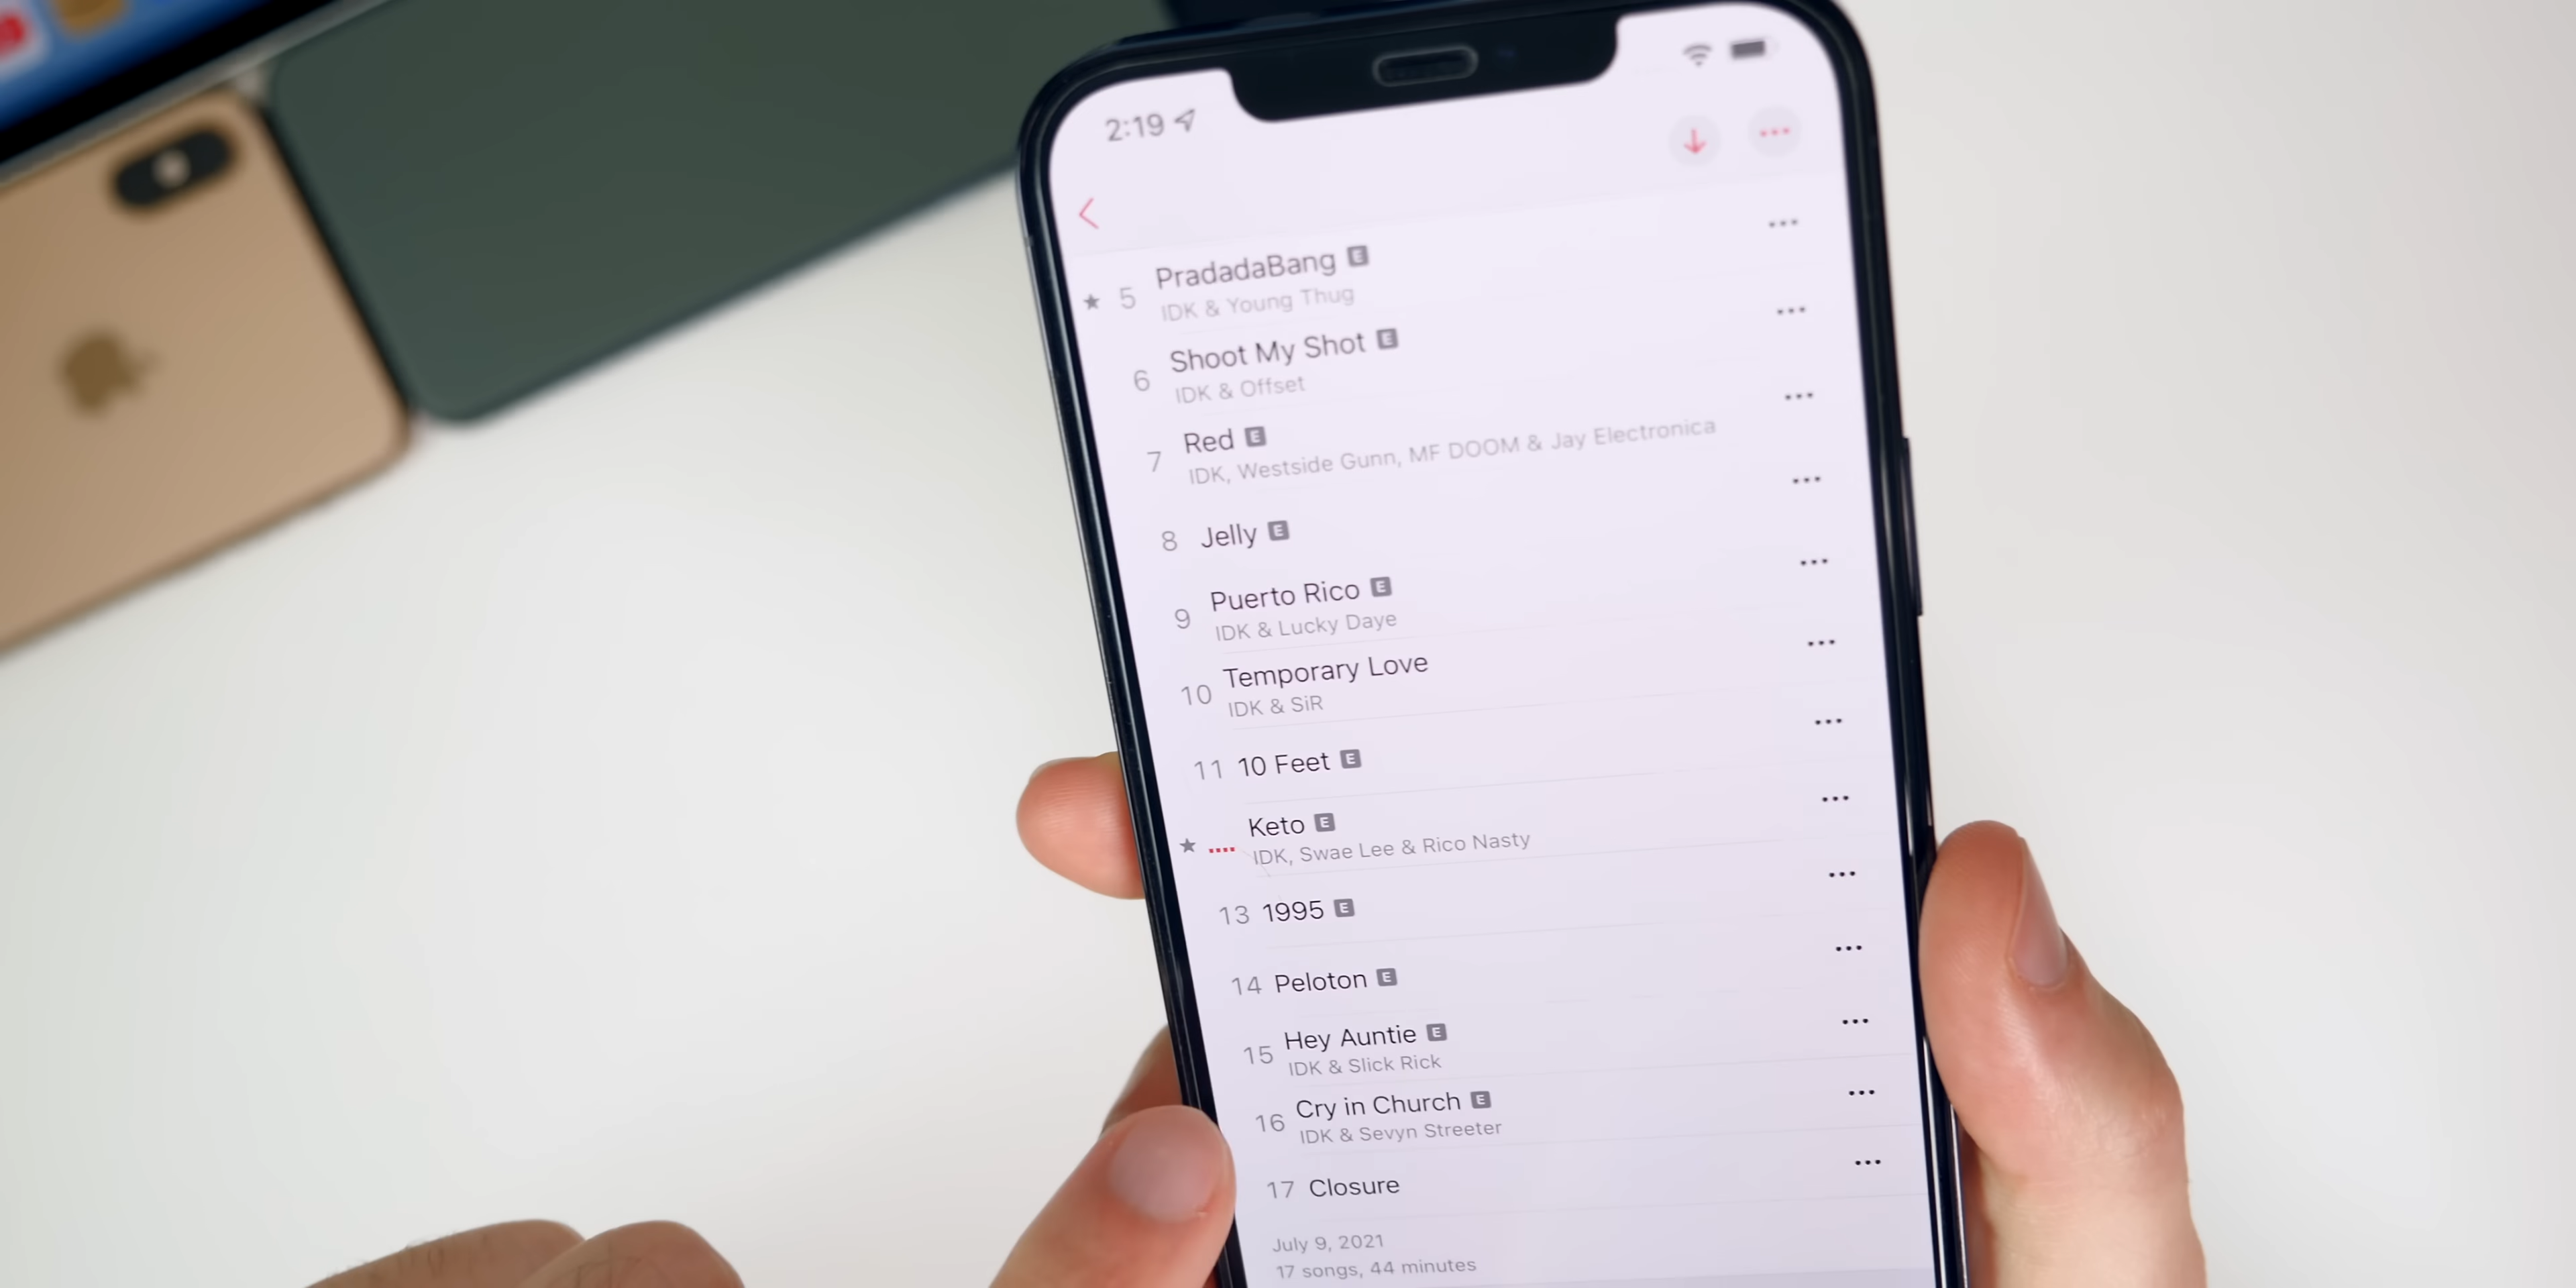 2:19
5 PradadaBang E
IDK & Young Thug
6 Shoot My Shot E
IDK & Offset
7 Red E
IDK, Westside Gunn, MF DOOM & Jay Electronica
8 Jelly E
9 Puerto Rico E
IDK & Lucky Daye
10 Temporary Love
IDK & SiR
11 10 Feet E
Keto E
IDK, Swae Lee & Rico Nasty
13 1995 E
14 Peloton E
15 Hey Auntie E
IDK & Slick Rick
16 Cry in Church E
IDK & Sevyn Streeter
17 Closure
July 9, 2021
17 songs, 44 minutes